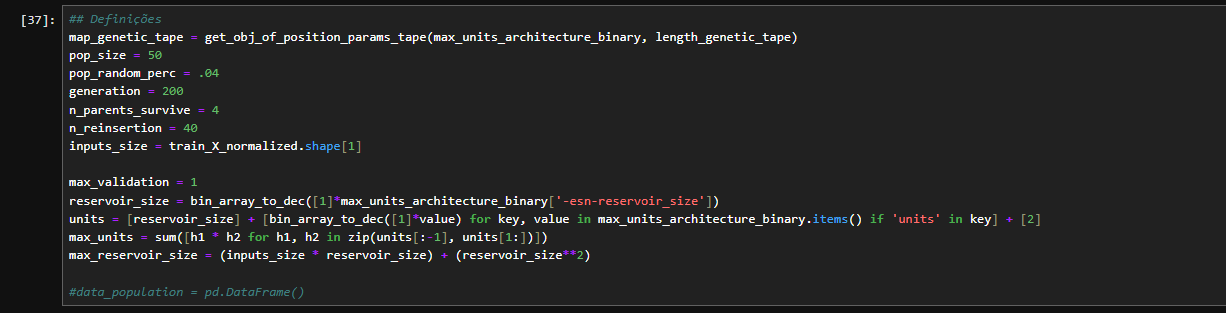 [37]: ## Definições
map_genetic_tape = get_obj_of_position_params_tape(max_units_architecture_binary, length_genetic_tape)
pop_size = 50
pop_random_perc = .04
generation = 200
n_parents_survive = 4
n_reinsertion = 40
inputs_size = train_X_normalized.shape[1]
max_validation = 1
reservoir_size = bin_array_to_dec([1]*max_units_architecture_binary['-esn-reservoir_size'])
units = [reservoir_size] + [bin_array_to_dec([1]*value) for key, value in max_units_architecture_binary.items() if 'units' in key] + [2]
max_units = sum([h1 * h2 for h1, h2 in zip(units[:-1], units[1:])])
max_reservoir_size = (inputs_size * reservoir_size) + (reservoir_size**2)
#data_population = pd.DataFrame()